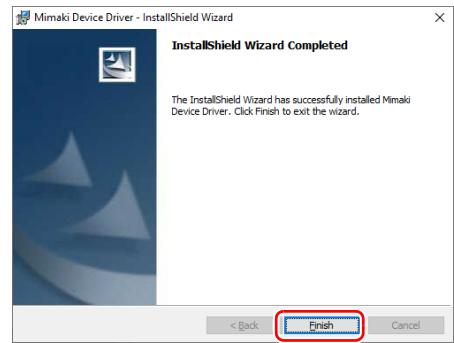 Mimaki Device Driver - InstallShield Wizard
InstallShield Wizard Completed
The InstallShield Wizard has successfully installed Mimaki
Device Driver. Click Finish to exit the wizard.
< Back Finish Cancel